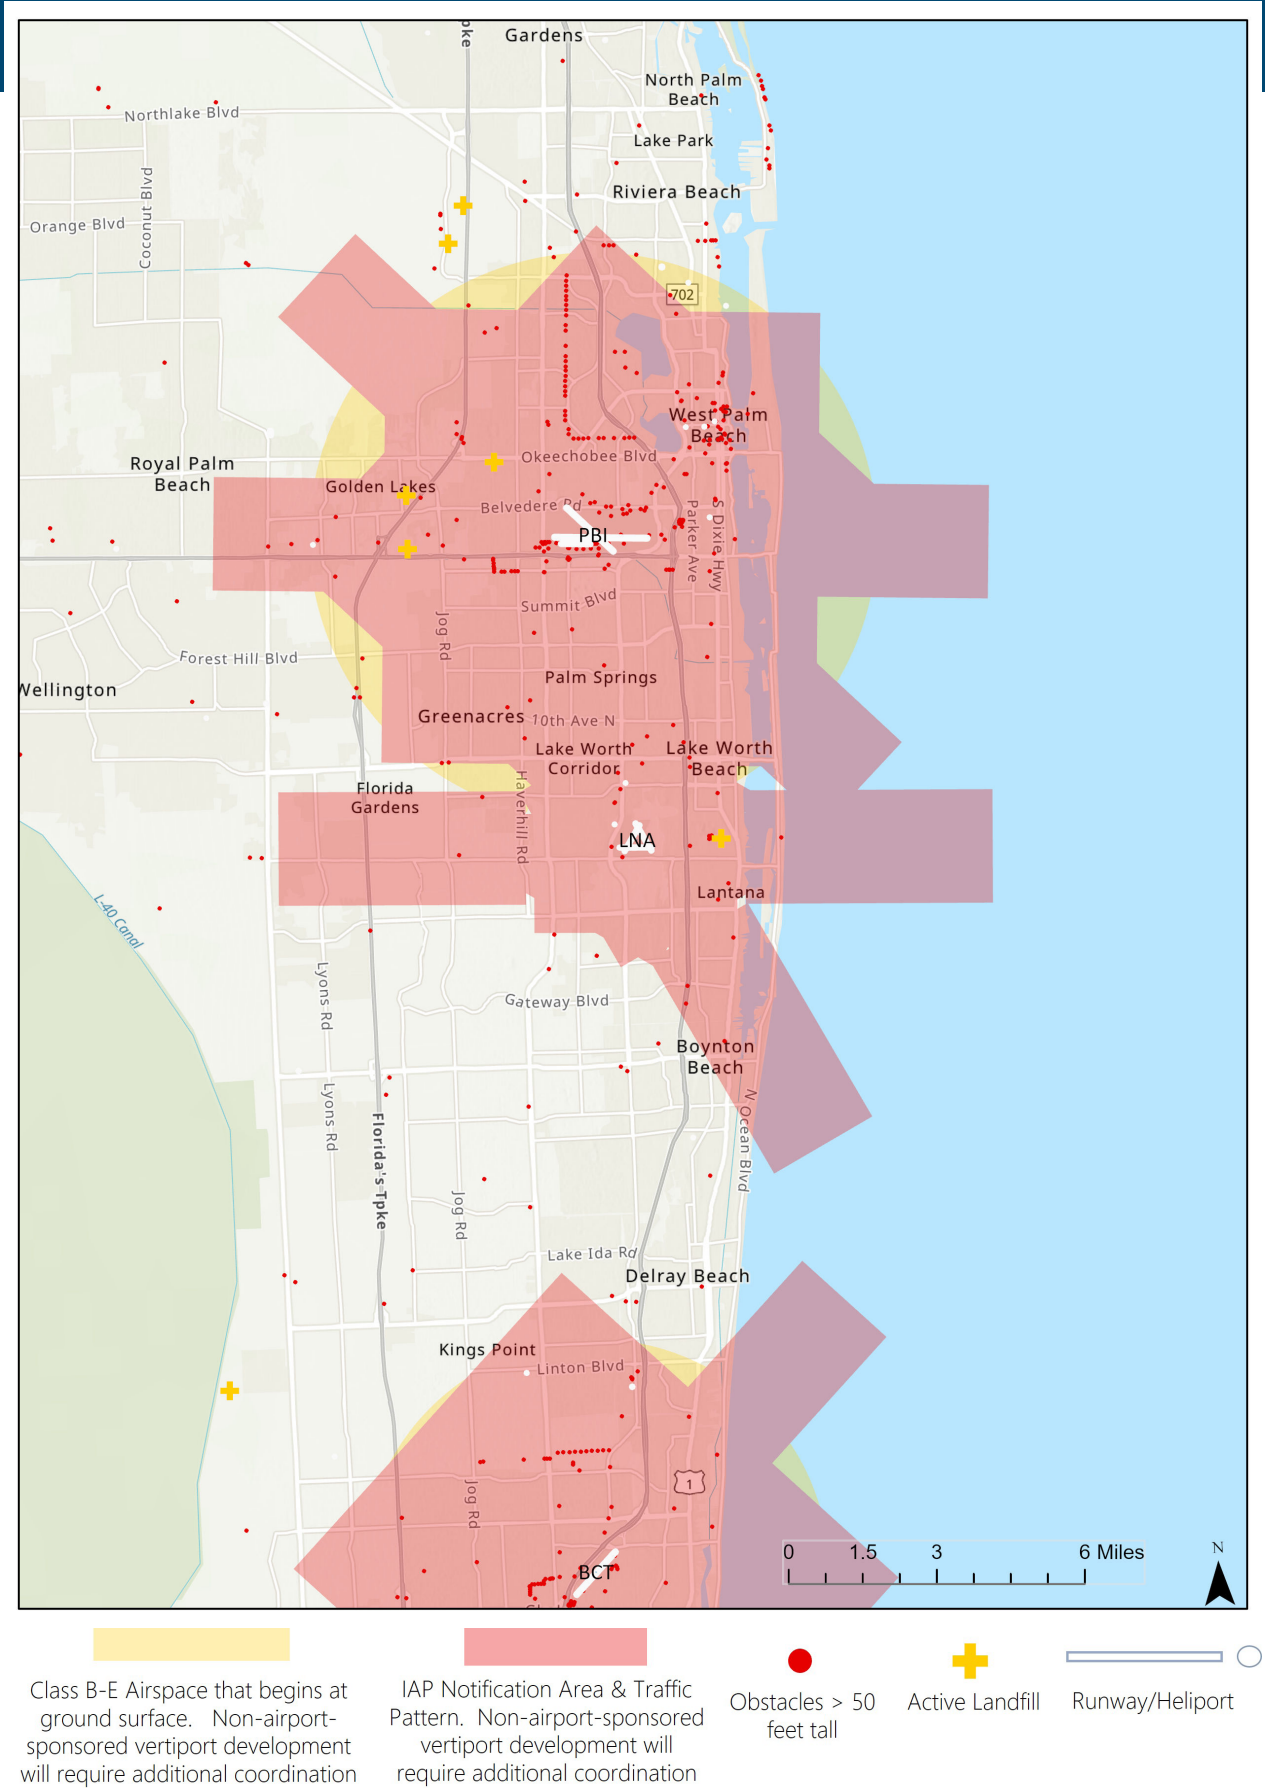 pke
Gardens
North Palm
Beach
Northlake Blvd
Lake Park
Coconut Blvd
Riviera Beach
Orange Blvd
702
West Palm
Beach
Okeechobee Blvd
Royal Palm
Beach
Golden Lakes
Belvedere Rd
PBI
Parker Ave
S Dixie Hwy
Summit Blvd
Jog Rd
Forest Hill Blvd
Palm Springs
Wellington
Greenacres
10th Ave N
Lake Worth
Corridor
Lake Worth
Beach
Florida
Gardens
Haverhill Rd
LNA
Lantana
L-40 Canal
Lyons Rd
Gateway Blvd
Boynton
Beach
Lyons Rd
N Ocean Blvd
Florida's Tpke
Jog Rd
Lake Ida Rd
Delray Beach
Kings Point
Linton Blvd
1
Jog Rd
BCT
0 1.5 3 6 Miles
N
Class B-E Airspace that begins at
ground surface. Non-airport-
sponsored vertiport development
will require additional coordination
IAP Notification Area & Traffic
Pattern. Non-airport-sponsored
vertiport development will
require additional coordination
Obstacles > 50
feet tall
Active Landfill
Runway/Heliport